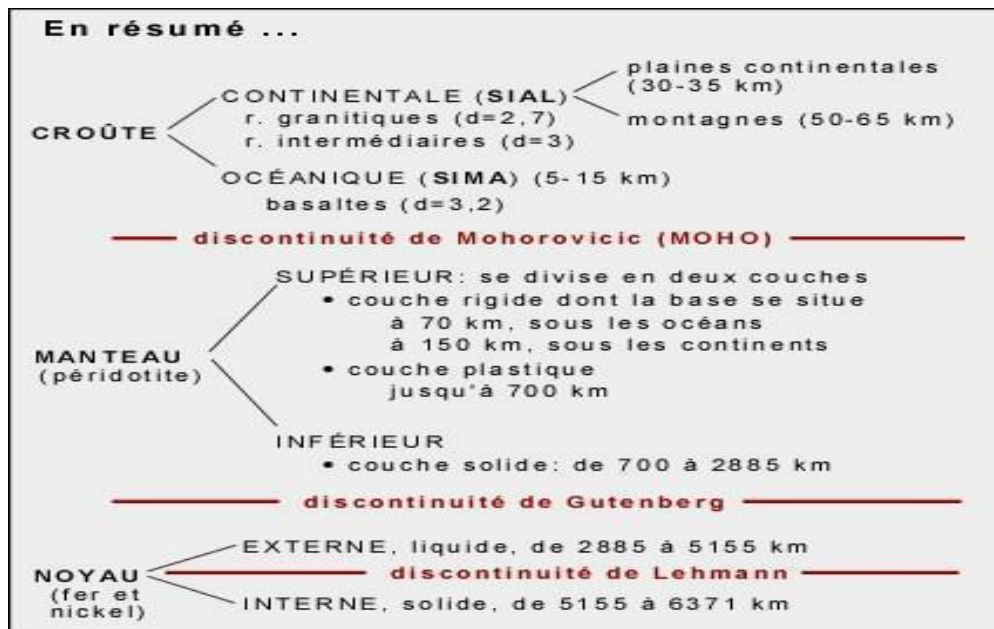 En résumé ...
plaines continentales
(30-35 km)
CONTINENTALE (SIAL)
r. granitiques (d=2,7)
montagnes (50-65 km)
CROÛTE
r. intermédiaires (d=3)
OCÉANIQUE (SIMA) (5-15 km)
basaltes (d=3,2)
discontinuité de Mohorovicic (MOHO)
SUPÉRIEUR: se divise en deux couches
• couche rigide dont la base se situe
à 70 km, sous les océans
à 150 km, sous les continents
MANTEAU
(péridotite)
• couche plastique
jusqu'à 700 km
INFÉRIEUR
• couche solide: de 700 à 2885 km
discontinuité de Gutenberg
EXTERNE, liquide, de 2885 à 5155 km
NOYAU
discontinuité de Lehmann
(fer et
nickel)
INTERNE, solide, de 5155 à 6371 km